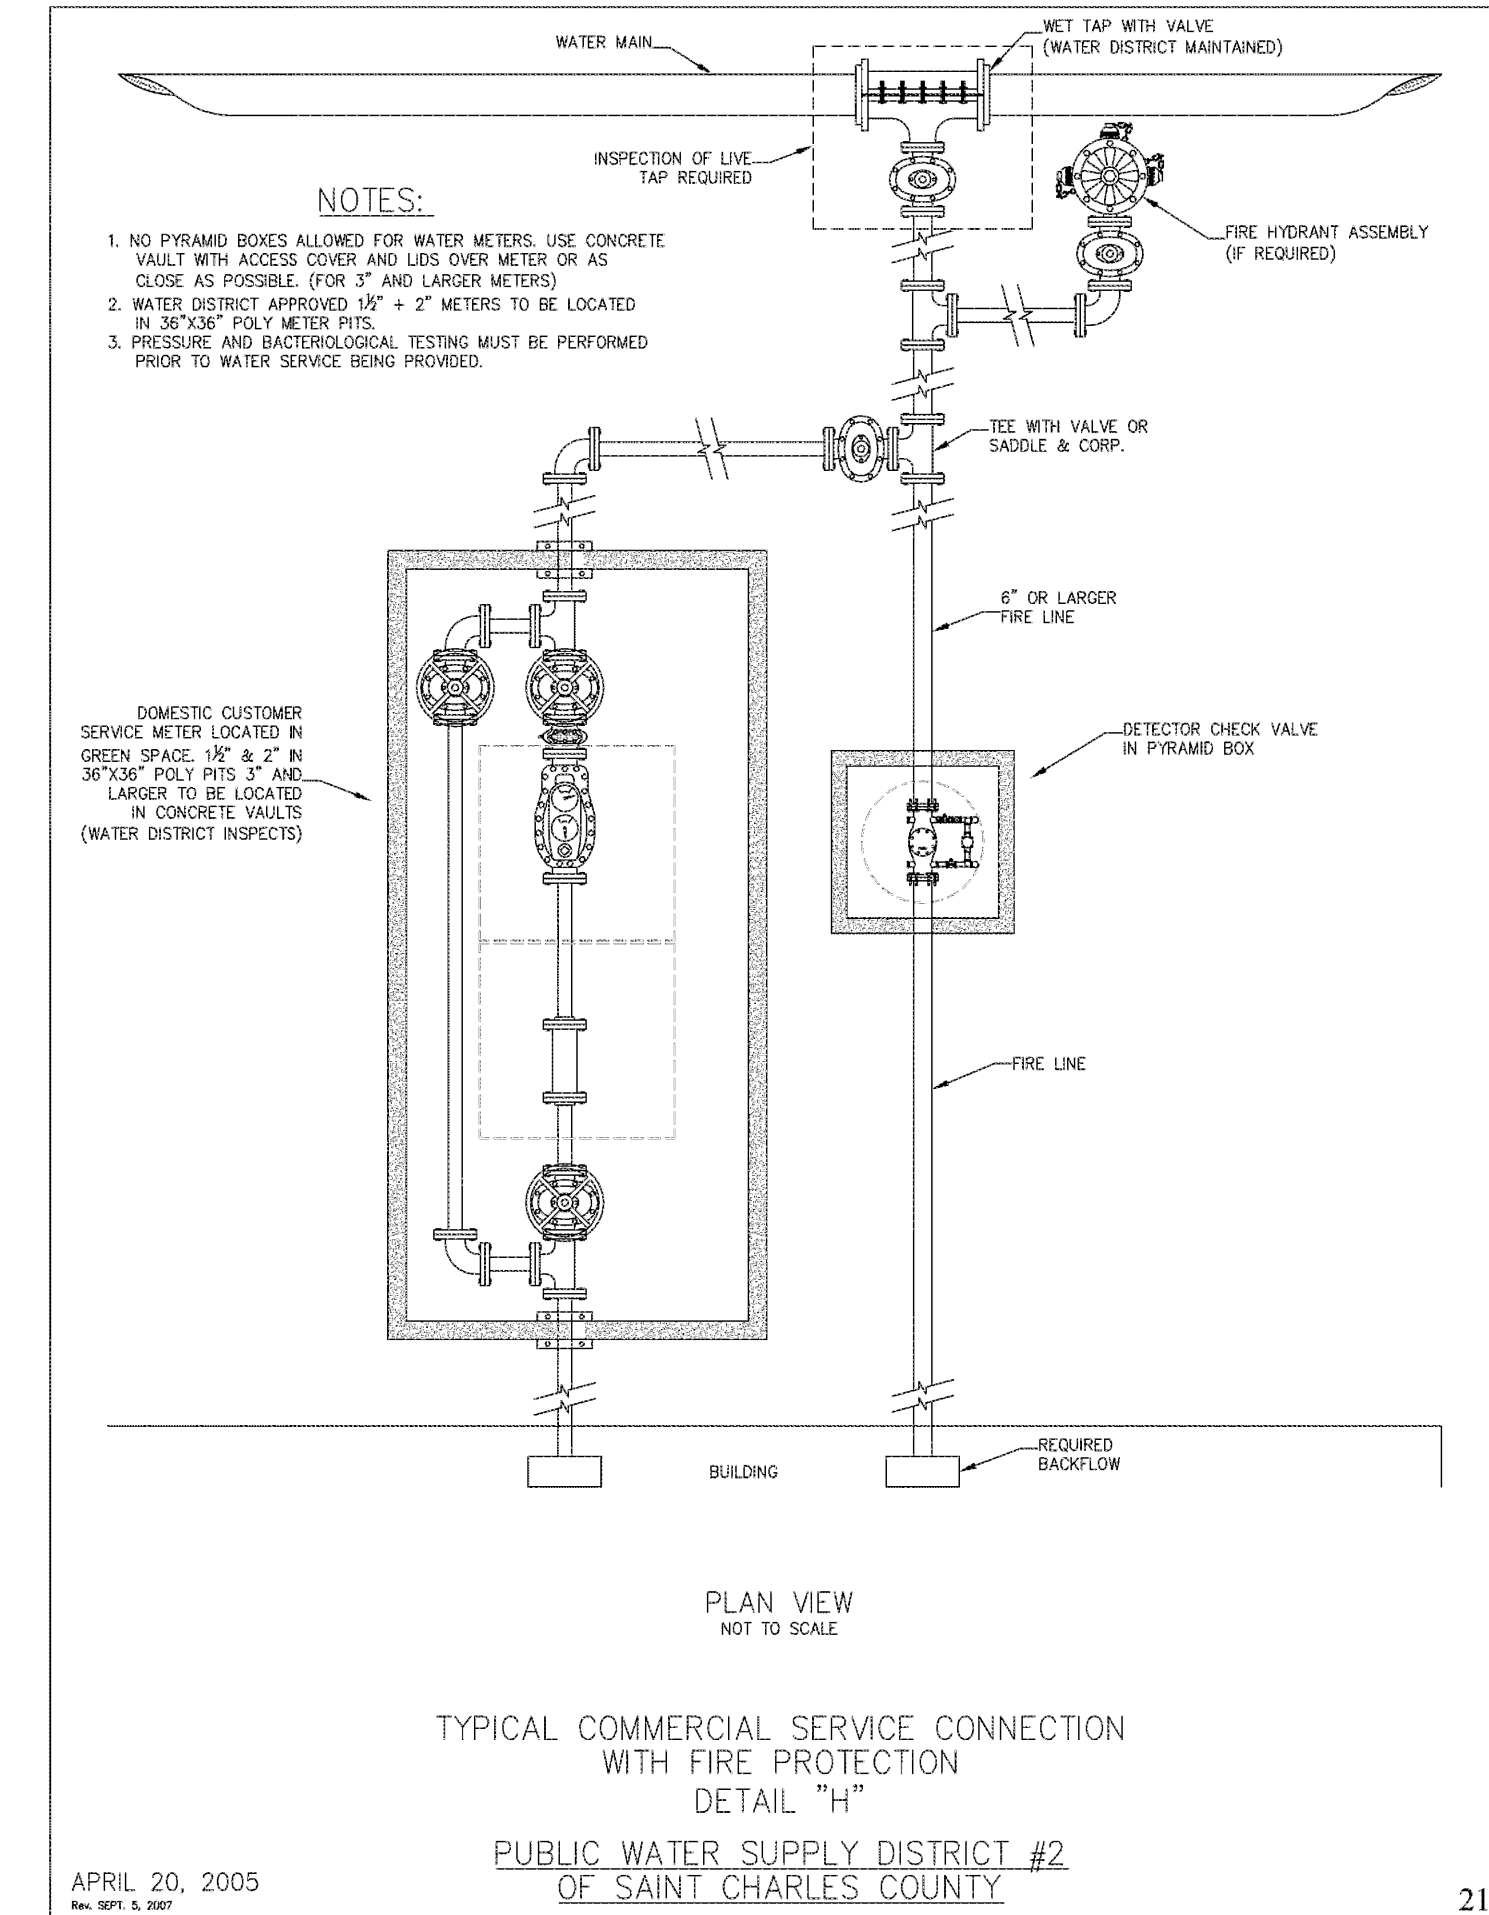 WATER MAIN
WET TAP WITH VALVE
(WATER DISTRICT MAINTAINED)
INSPECTION OF LIVE
TAP REQUIRED
FIRE HYDRANT ASSEMBLY
(IF REQUIRED)
NOTES:
1. NO PYRAMID BOXES ALLOWED FOR WATER METERS. USE CONCRETE
VAULT WITH ACCESS COVER AND LIDS OVER METER OR AS
CLOSE AS POSSIBLE. (FOR 3" AND LARGER METERS)
2. WATER DISTRICT APPROVED 1½" + 2" METERS TO BE LOCATED
IN 36"X36" POLY METER PITS.
3. PRESSURE AND BACTERIOLOGICAL TESTING MUST BE PERFORMED
PRIOR TO WATER SERVICE BEING PROVIDED.
TEE WITH VALVE OR
SADDLE & CORP.
6" OR LARGER
FIRE LINE
DOMESTIC CUSTOMER
SERVICE METER LOCATED IN
GREEN SPACE. 1½" & 2" IN
36"X36" POLY PITS 3" AND
LARGER TO BE LOCATED
IN CONCRETE VAULTS
(WATER DISTRICT INSPECTS)
DETECTOR CHECK VALVE
IN PYRAMID BOX
FIRE LINE
REQUIRED
BACKFLOW
BUILDING
PLAN VIEW
NOT TO SCALE
TYPICAL COMMERCIAL SERVICE CONNECTION
WITH FIRE PROTECTION
DETAIL "H"
PUBLIC WATER SUPPLY DISTRICT #2
OF SAINT CHARLES COUNTY
APRIL 20, 2005
Rev. SEPT. 5, 2007
21